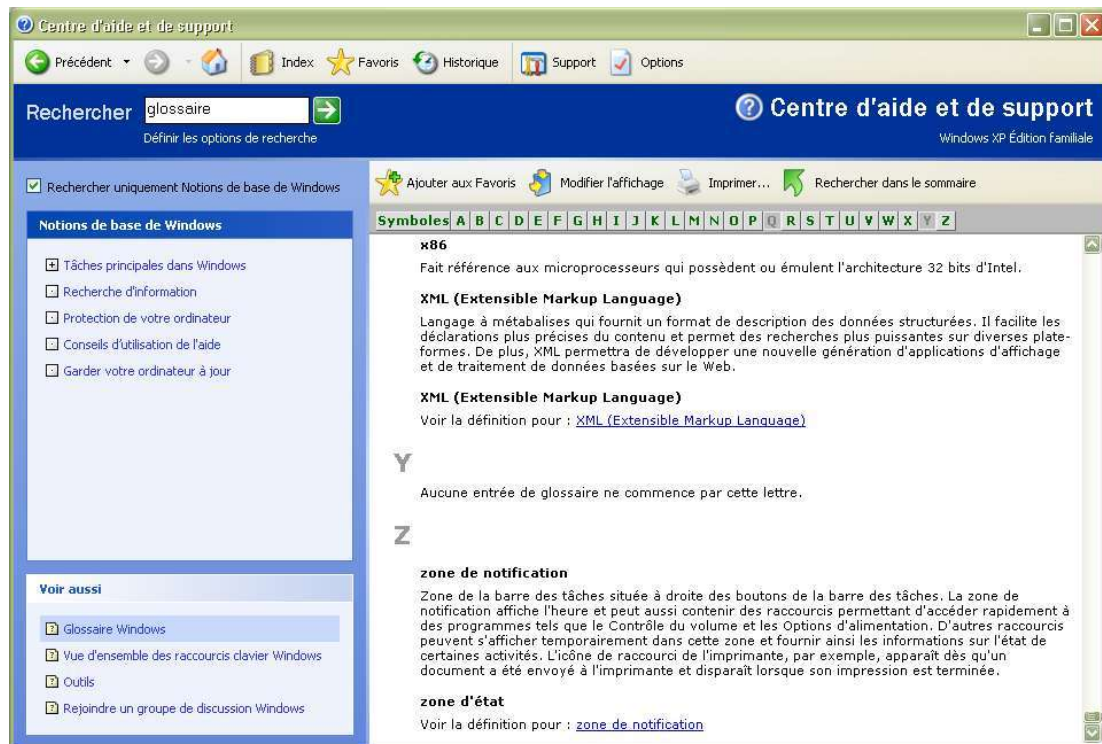 Centre d'aide et de support
Précédent
Index
Favoris
Historique
Support
Options
Rechercher
glossaire
Définir les options de recherche
Centre d'aide et de support
Windows XP Édition familiale
Rechercher uniquement Notions de base de Windows
Notions de base de Windows
Tâches principales dans Windows
Recherche d'information
Protection de votre ordinateur
Conseils d'utilisation de l'aide
Garder votre ordinateur à jour
Voir aussi
Glossaire Windows
Vue d'ensemble des raccourcis clavier Windows
Outils
Rejoindre un groupe de discussion Windows
Ajouter aux Favoris
Modifier l'affichage
Imprimer...
Rechercher dans le sommaire
Symboles A B C D E F G H I J K L M N O P Q R S T U V W X Y Z
x86
Fait référence aux microprocesseurs qui possèdent ou émulent l'architecture 32 bits d'Intel.
XML (Extensible Markup Language)
Langage à métabalises qui fournit un format de description des données structurées. Il facilite les
déclarations plus précises du contenu et permet des recherches plus puissantes sur diverses plate-
formes. De plus, XML permettra de développer une nouvelle génération d'applications d'affichage
et de traitement de données basées sur le Web.
XML (Extensible Markup Language)
Voir la définition pour : XML (Extensible Markup Language)
Y
Aucune entrée de glossaire ne commence par cette lettre.
Z
zone de notification
Zone de la barre des tâches située à droite des boutons de la barre des tâches. La zone de
notification affiche l'heure et peut aussi contenir des raccourcis permettant d'accéder rapidement à
des programmes tels que le Contrôle du volume et les Options d'alimentation. D'autres raccourcis
peuvent s'afficher temporairement dans cette zone et fournir ainsi les informations sur l'état de
certaines activités. L'icône de raccourci de l'imprimante, par exemple, apparaît dès qu'un
document a été envoyé à l'imprimante et disparaît lorsque son impression est terminée.
zone d'état
Voir la définition pour : zone de notification